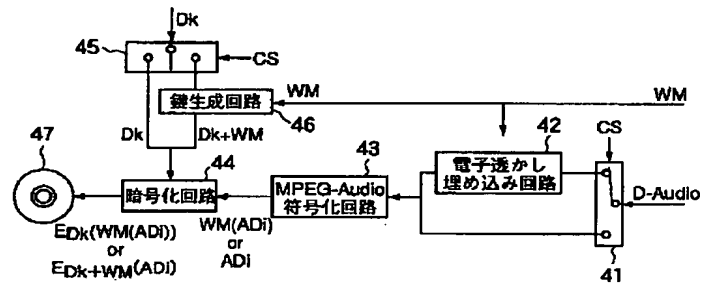 Dk
45
CS
鍵生成回路
WM
WM
46
47
Dk
Dk+WM
42
CS
44
43
電子透かし
埋め込み回路
暗号化回路
MPEG-Audio
符号化回路
D-Audio
EDk(WM(ADi))
or
EDk+WM(ADi)
WM(ADi)
or
ADi
41